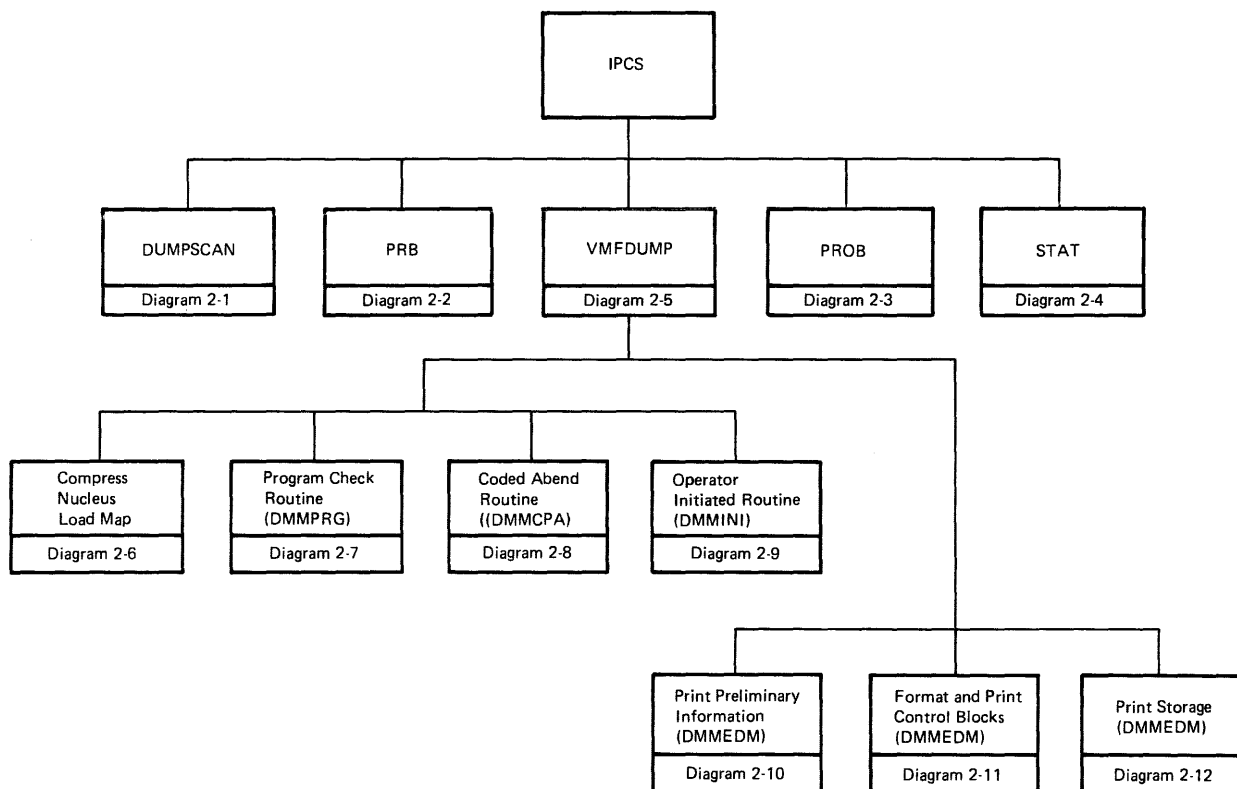 IPCS
DUMPSCAN
Diagram 2-1
PRB
Diagram 2-2
VMFDUMP
Diagram 2-5
PROB
Diagram 2-3
STAT
Diagram 2-4
Compress
Nucleus
Load Map
Diagram 2-6
Program Check
Routine
(DMMPRG)
Diagram 2-7
Coded Abend
Routine
((DMMCPA)
Diagram 2-8
Operator
Initiated Routine
(DMMINI)
Diagram 2-9
Print Preliminary
Information
(DMMEDM)
Diagram 2-10
Format and Print
Control Blocks
(DMMEDM)
Diagram 2-11
Print Storage
(DMMEDM)
Diagram 2-12